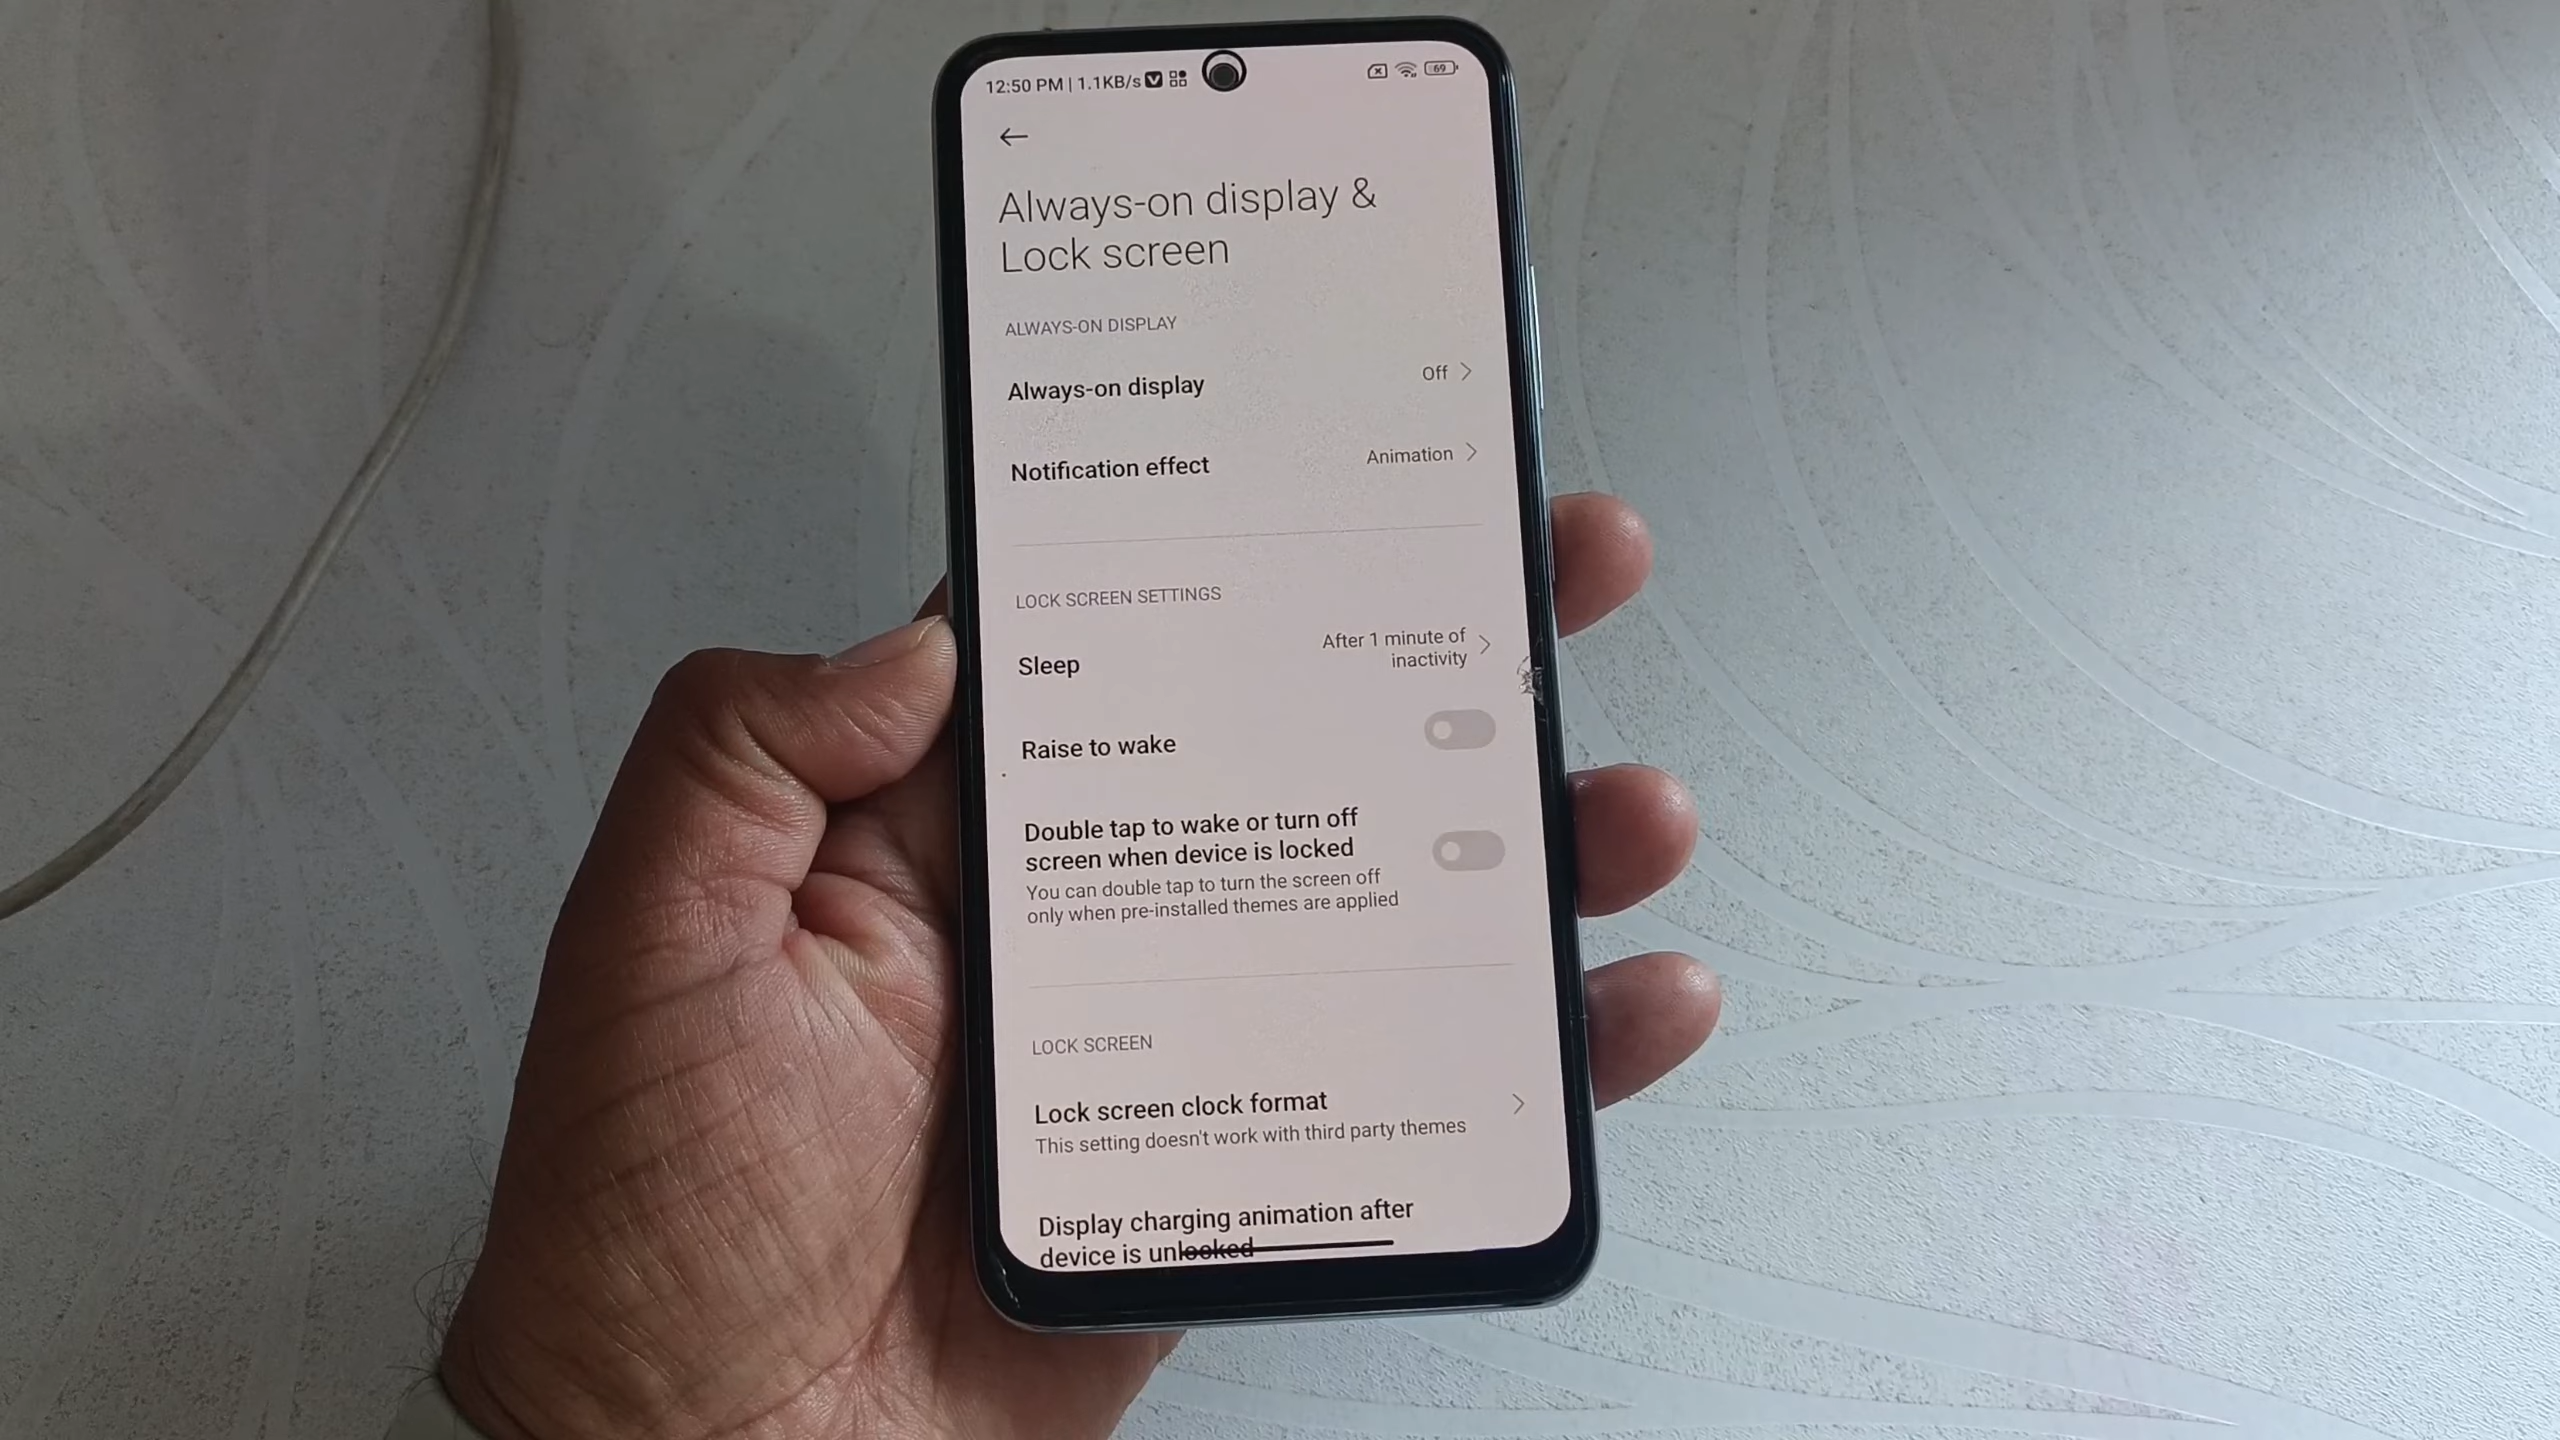 12:50 PM | 1.1KB/s
69
Always-on display &
Lock screen
ALWAYS-ON DISPLAY
Always-on display
Off
Notification effect
Animation
LOCK SCREEN SETTINGS
Sleep
After 1 minute of
inactivity
Raise to wake
Double tap to wake or turn off
screen when device is locked
You can double tap to turn the screen off
only when pre-installed themes are applied
LOCK SCREEN
Lock screen clock format
This setting doesn't work with third party themes
Display charging animation after
device is unlocked